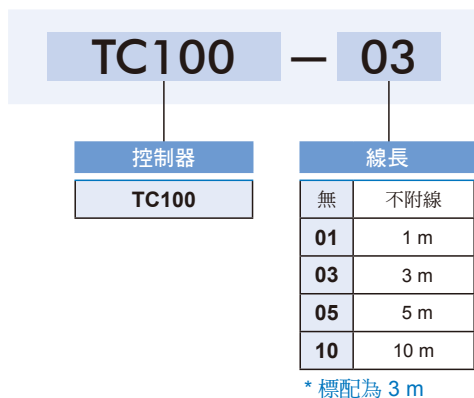 TC100 — 03
控制器
TC100
線長
無 不附線
01 1 m
03 3 m
05 5 m
10 10 m
* 標配為 3 m